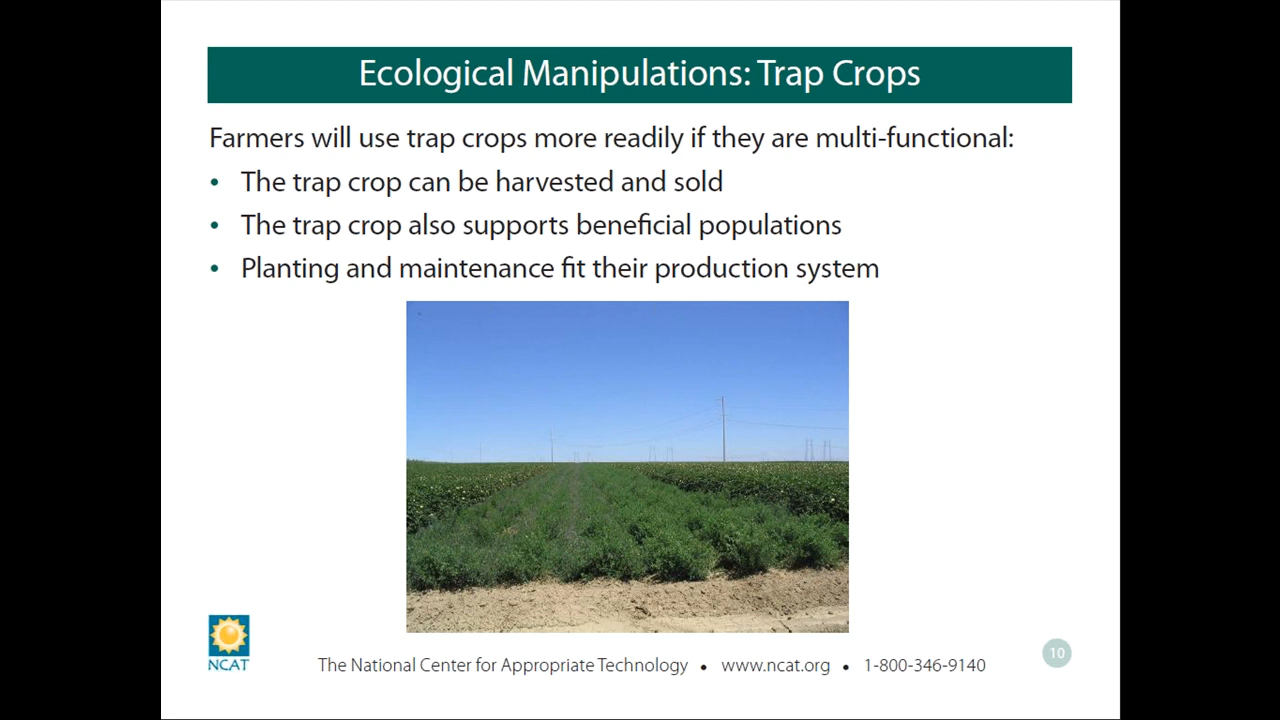 Ecological Manipulations: Trap Crops
Farmers will use trap crops more readily if they are multi-functional:
• The trap crop can be harvested and sold
• The trap crop also supports beneficial populations
• Planting and maintenance fit their production system
NCAT
The National Center for Appropriate Technology • www.ncat.org • 1-800-346-9140
10